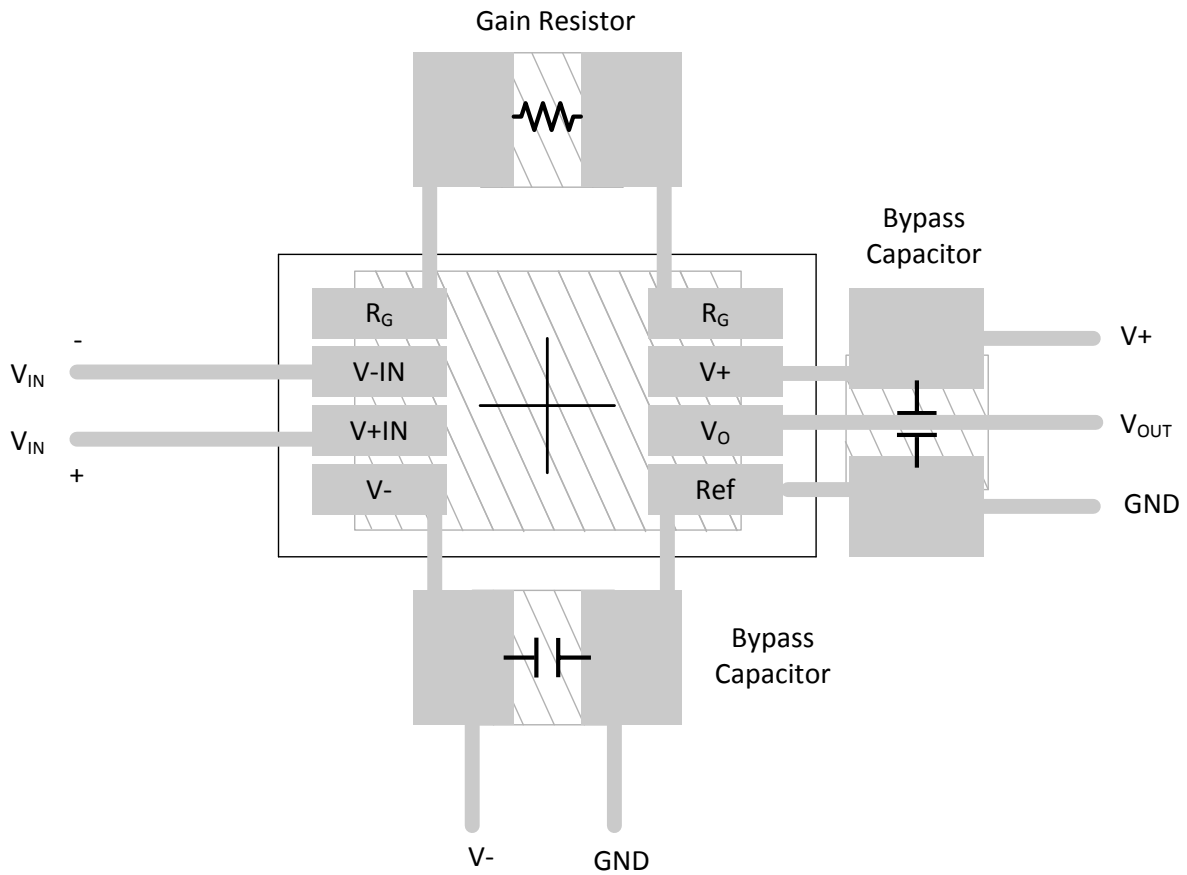 Gain Resistor
Bypass
Capacitor
R_G
R_G
-
V_IN
V-IN
V+
V+
V_IN
V+IN
V_O
V_OUT
+
V-
Ref
GND
Bypass
Capacitor
V-
GND